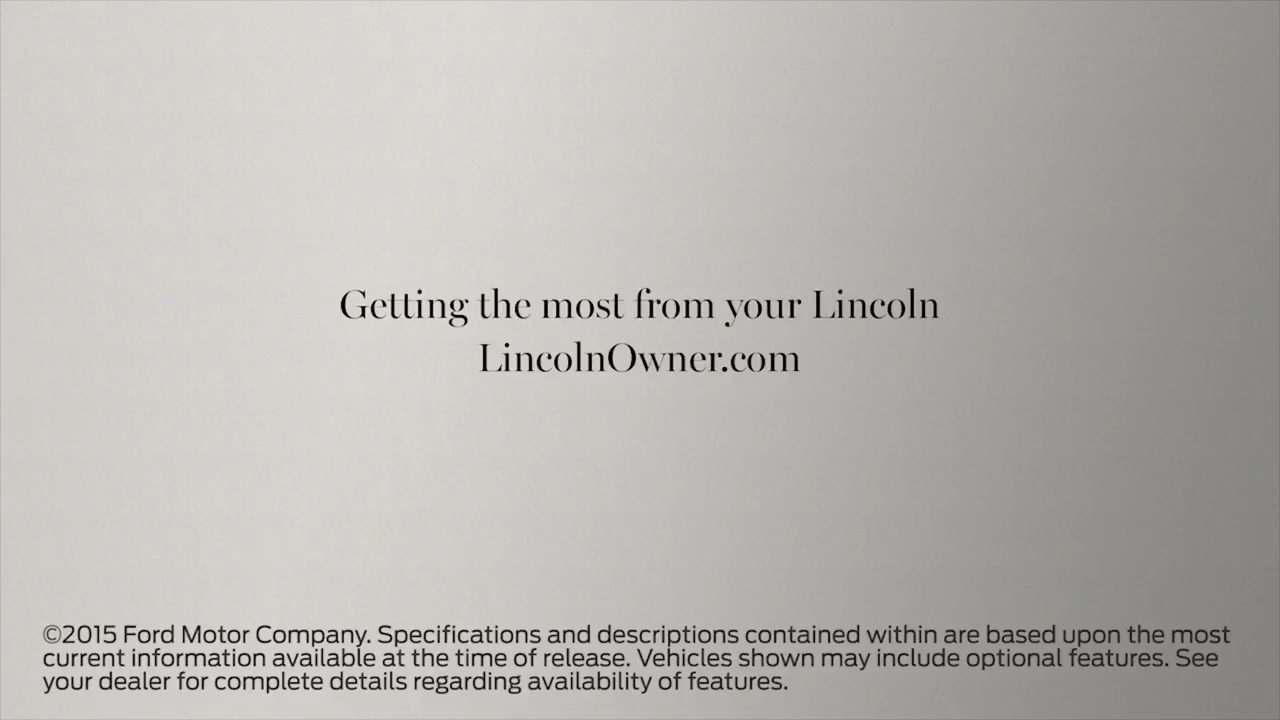 Getting the most from your Lincoln
LincolnOwner.com
©2015 Ford Motor Company. Specifications and descriptions contained within are based upon the most
current information available at the time of release. Vehicles shown may include optional features. See
your dealer for complete details regarding availability of features.